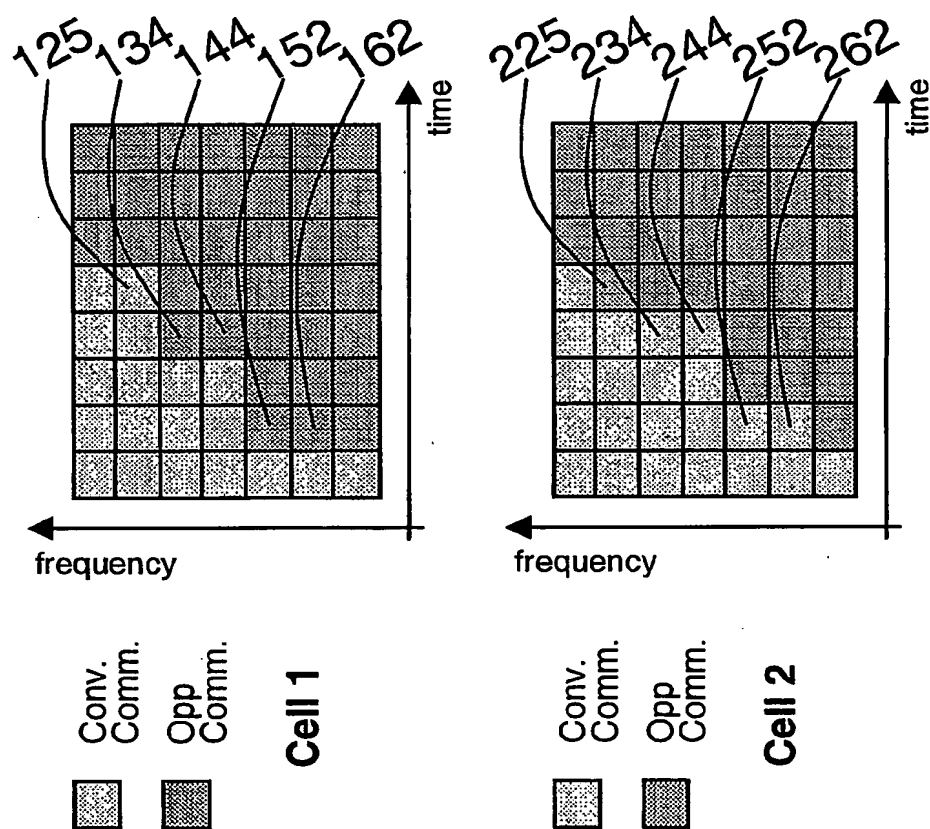 125 134 144 152 162
time
frequency
Conv.
Comm.
Opp
Comm.
Cell 1
225 234 244 252 262
time
frequency
Conv.
Comm.
Opp
Comm.
Cell 2